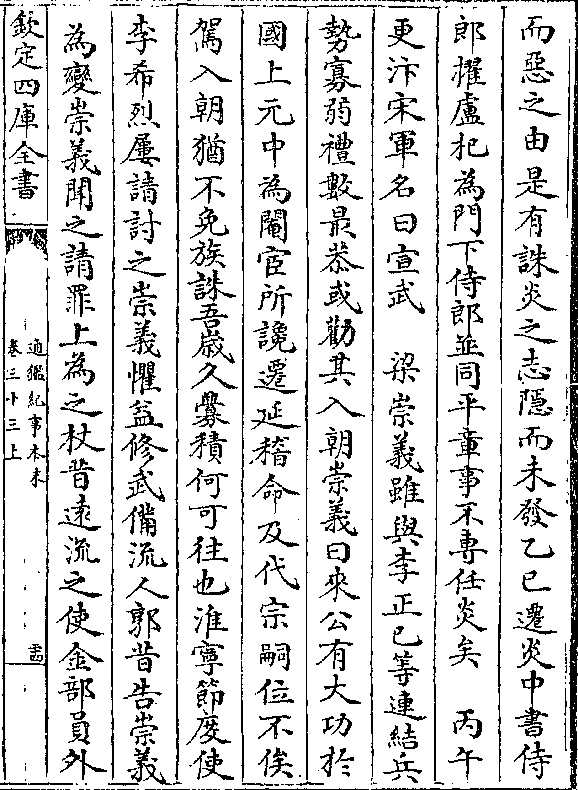 而惡之由是有誅炎之志隱而未發乙巳遷炎中書侍
郎擢盧杞為門下侍郎並同平章事不專任炎矣　丙午
更汴宋軍名曰宣武　梁崇義雖與李正已等連結兵
勢寡弱禮數最恭或勸其入朝崇義曰來公有大功於
國上元中為閹宦所讒遷延稽命及代宗嗣位不俟
駕入朝猶不免族誅吾歲久釁積何可往也淮寧節度使
李希烈屢請討之崇義懼益修武備流人郭昔告崇義
為變崇義聞之請罪上為之杖昔遠流之使金部員外
欽定四庫全書
通鑑紀事本末
卷三十三上